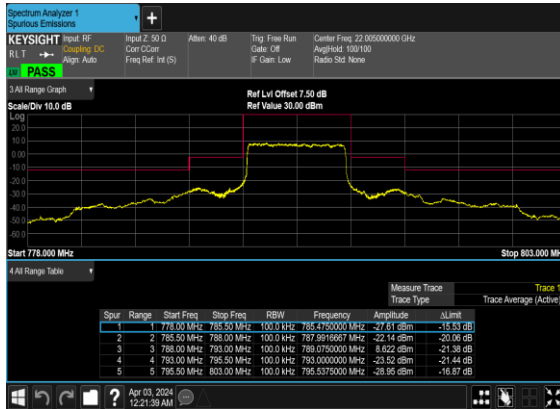 Spectrum Analyzer 1
Spurious Emissions
KEYSIGHT Input: RF Input Z: 50 Ω Atten: 40 dB Trig: Free Run Center Freq: 22.005000000 GHz
RLT Coupling: DC Corr CCorr Gate: Off Avg|Hold: 100/100
Align: Auto Freq Ref: Int (S) IF Gain: Low Radio Std: None
LV PASS
3 All Range Graph
Ref Lvl Offset 7.50 dB
Scale/Div 10.0 dB Ref Value 30.00 dBm
Log
20.0
10.0
0.00
-10.0
-20.0
-30.0
-40.0
-50.0
-60.0
Start 778.000 MHz Stop 803.000 MH
4 All Range Table
Measure Trace Trace 1
Trace Type Trace Average (Active)
Spur Range Start Freq Stop Freq RBW Frequency Amplitude ΔLimit
1 1 778.00 MHz 785.50 MHz 100.0 kHz 785.4750000 MHz -27.61 dBm -15.53 dB
2 2 785.50 MHz 788.00 MHz 100.0 kHz 787.9916667 MHz -22.14 dBm -20.06 dB
3 3 788.00 MHz 793.00 MHz 100.0 kHz 789.0750000 MHz 8.622 dBm -21.38 dB
4 4 793.00 MHz 795.50 MHz 100.0 kHz 793.0000000 MHz -23.52 dBm -21.44 dB
5 5 795.50 MHz 803.00 MHz 100.0 kHz 795.5375000 MHz -28.95 dBm -16.87 dB
Apr 03, 2024
12:21:39 AM